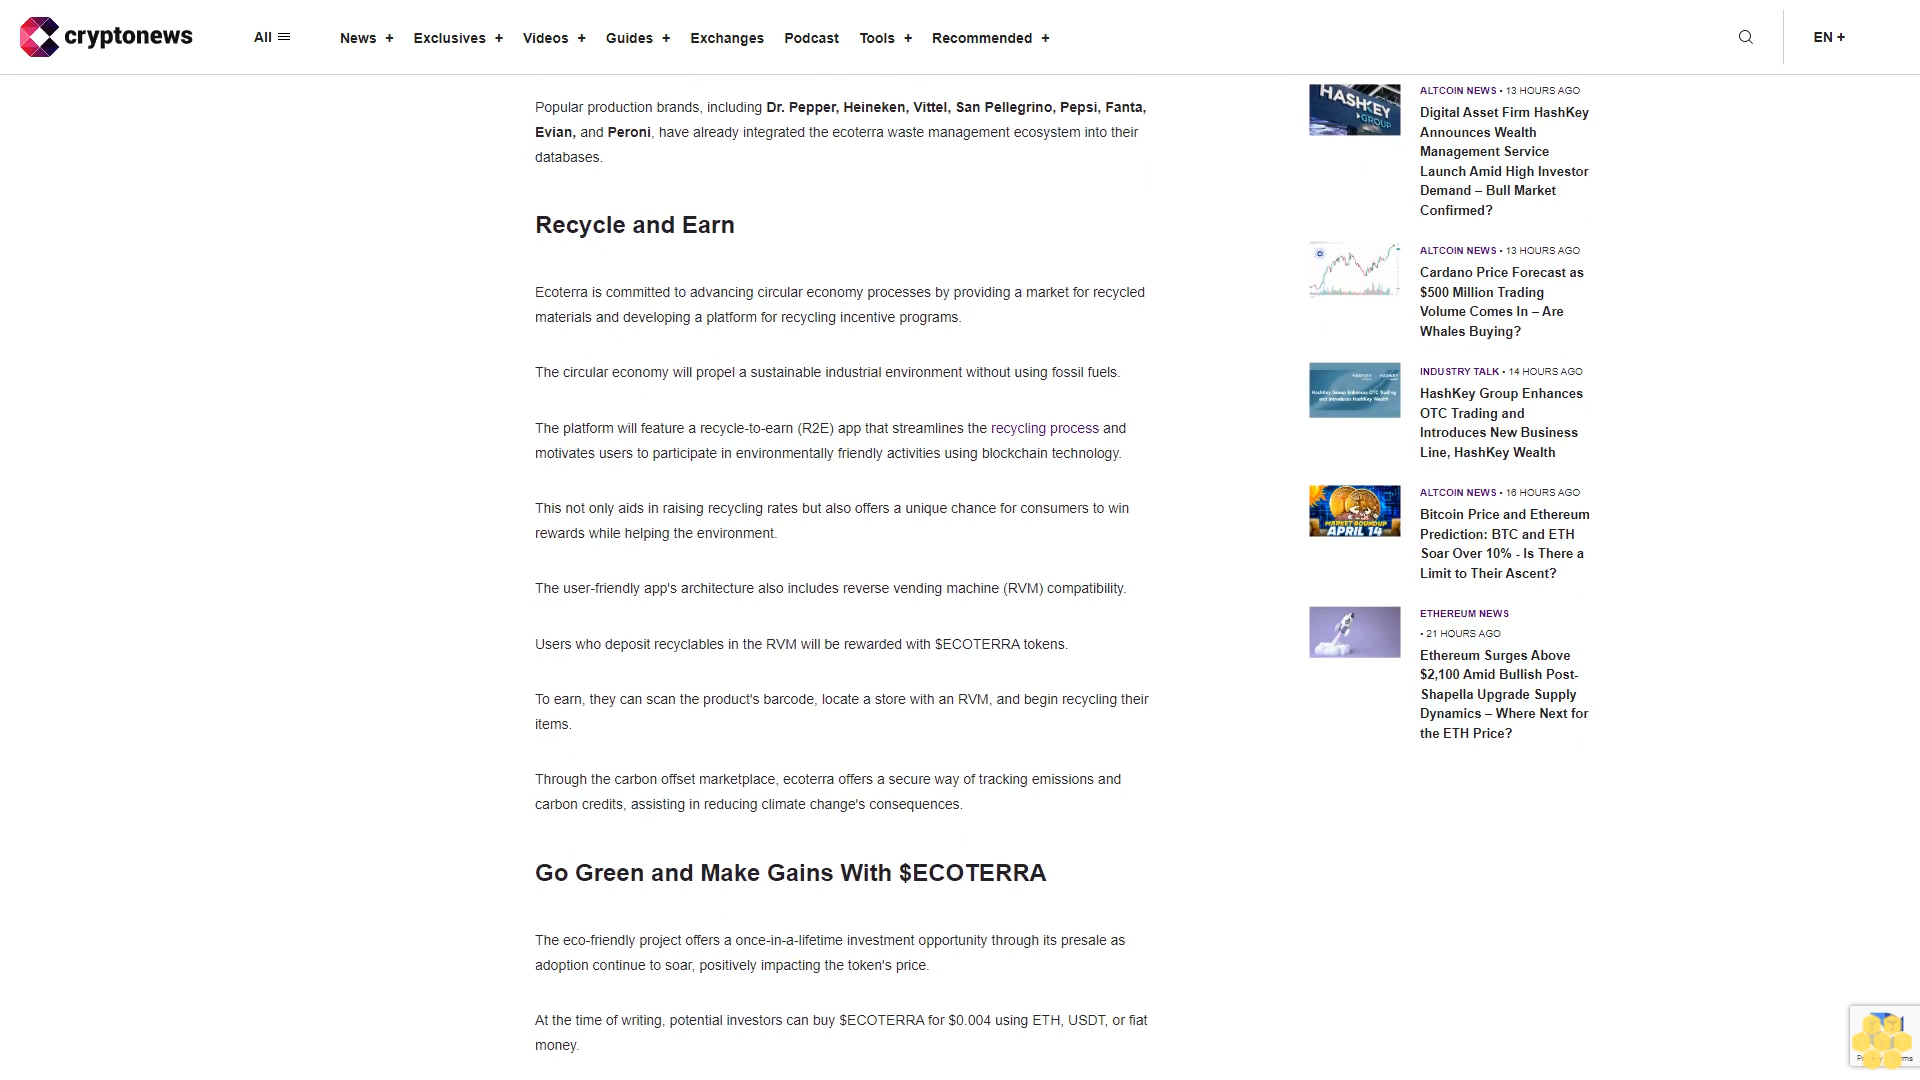 cryptonews
All
News +
Exclusives +
Videos +
Guides +
Exchanges
Podcast
Tools +
Recommended +
EN +
Popular production brands, including Dr. Pepper, Heineken, Vittel, San Pellegrino, Pepsi, Fanta,
Evian, and Peroni, have already integrated the ecoterra waste management ecosystem into their
databases.
Recycle and Earn
Ecoterra is committed to advancing circular economy processes by providing a market for recycled
materials and developing a platform for recycling incentive programs.
The circular economy will propel a sustainable industrial environment without using fossil fuels.
The platform will feature a recycle-to-earn (R2E) app that streamlines the recycling process and
motivates users to participate in environmentally friendly activities using blockchain technology.
This not only aids in raising recycling rates but also offers a unique chance for consumers to win
rewards while helping the environment.
The user-friendly app's architecture also includes reverse vending machine (RVM) compatibility.
Users who deposit recyclables in the RVM will be rewarded with $ECOTERRA tokens.
To earn, they can scan the product's barcode, locate a store with an RVM, and begin recycling their
items.
Through the carbon offset marketplace, ecoterra offers a secure way of tracking emissions and
carbon credits, assisting in reducing climate change's consequences.
Go Green and Make Gains With $ECOTERRA
The eco-friendly project offers a once-in-a-lifetime investment opportunity through its presale as
adoption continue to soar, positively impacting the token's price.
At the time of writing, potential investors can buy $ECOTERRA for $0.004 using ETH, USDT, or fiat
money.
HASHKEY
GROUP
ALTCOIN NEWS • 13 HOURS AGO
Digital Asset Firm HashKey
Announces Wealth
Management Service
Launch Amid High Investor
Demand – Bull Market
Confirmed?
ALTCOIN NEWS • 13 HOURS AGO
Cardano Price Forecast as
$500 Million Trading
Volume Comes In – Are
Whales Buying?
HashKey Group Enhances OTC Trading
and Introduces HashKey Wealth
INDUSTRY TALK • 14 HOURS AGO
HashKey Group Enhances
OTC Trading and
Introduces New Business
Line, HashKey Wealth
MARKET ROUNDUP
APRIL 14
ALTCOIN NEWS • 16 HOURS AGO
Bitcoin Price and Ethereum
Prediction: BTC and ETH
Soar Over 10% - Is There a
Limit to Their Ascent?
ETHEREUM NEWS
• 21 HOURS AGO
Ethereum Surges Above
$2,100 Amid Bullish Post-
Shapella Upgrade Supply
Dynamics – Where Next for
the ETH Price?